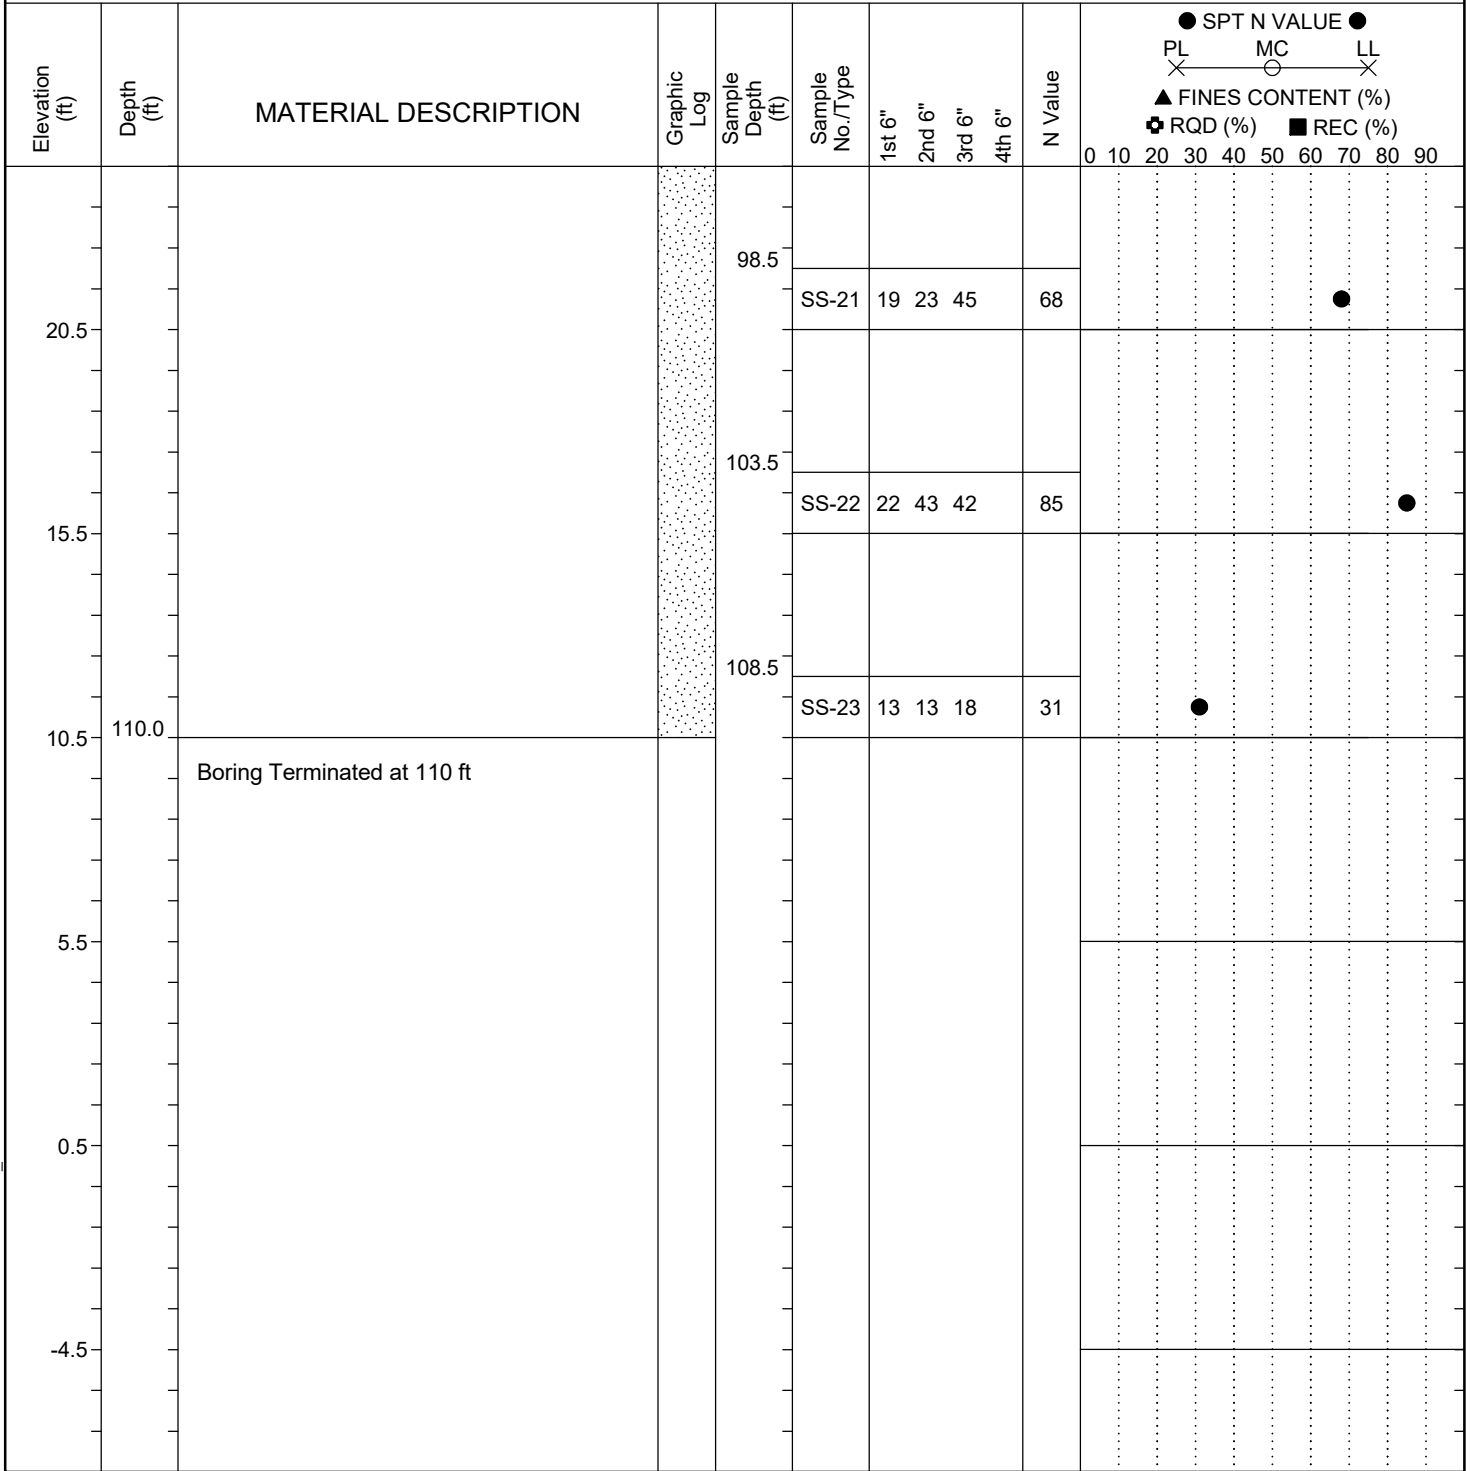 Elevation (ft)
Depth (ft)
MATERIAL DESCRIPTION
Graphic Log
Sample Depth (ft)
Sample No./Type
1st 6"
2nd 6"
3rd 6"
4th 6"
N Value
SPT N VALUE
PL MC LL
FINES CONTENT (%)
RQD (%) REC (%)
0 10 20 30 40 50 60 70 80 90
98.5
SS-21 19 23 45 68
20.5
103.5
SS-22 22 43 42 85
15.5
108.5
SS-23 13 13 18 31
110.0
10.5
Boring Terminated at 110 ft
5.5
0.5
-4.5